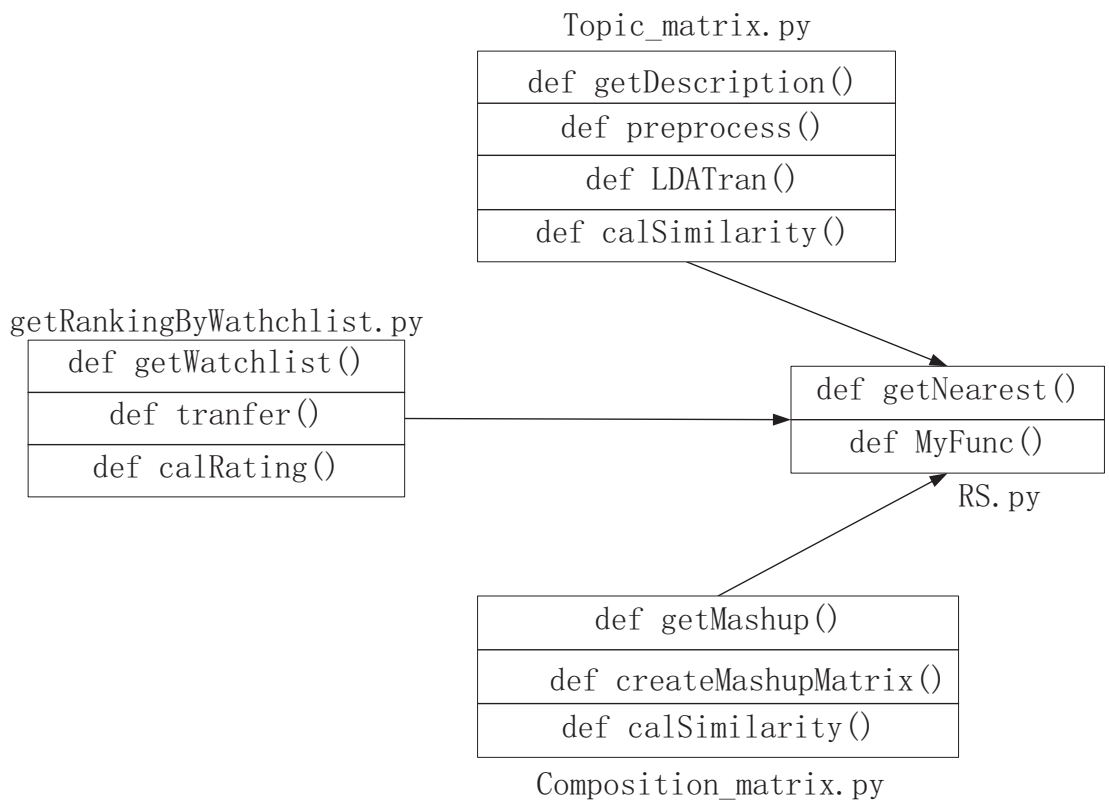 Topic_matrix.py
def getDescription()
def preprocess()
def LDATran()
def calSimilarity()
getRankingByWathchlist.py
def getWatchlist()
def tranfer()
def calRating()
def getNearest()
def MyFunc()
RS.py
def getMashup()
def createMashupMatrix()
def calSimilarity()
Composition_matrix.py